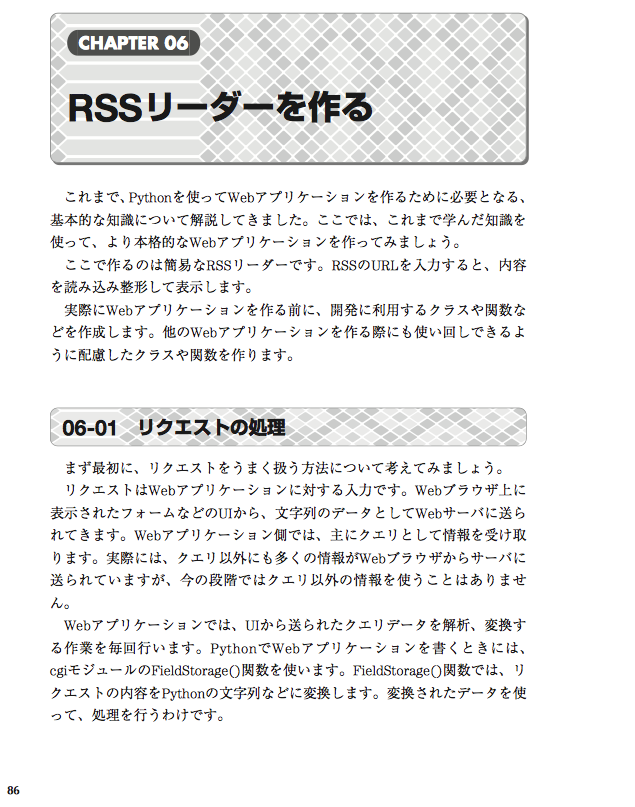 CHAPTER 06
RSSリーダーを作る
これまで、Pythonを使ってWebアプリケーションを作るために必要となる、
基本的な知識について解説してきました。ここでは、これまで学んだ知識を
使って、より本格的なWebアプリケーションを作ってみましょう。
ここで作るのは簡易なRSSリーダーです。RSSのURLを入力すると、内容
を読み込み整形して表示します。
実際にWebアプリケーションを作る前に、開発に利用するクラスや関数な
どを作成します。他のWebアプリケーションを作る際にも使い回しできるよ
うに配慮したクラスや関数を作ります。
06-01 リクエストの処理
まず最初に、リクエストをうまく扱う方法について考えてみましょう。
リクエストはWebアプリケーションに対する入力です。Webブラウザ上に
表示されたフォームなどのUIから、文字列のデータとしてWebサーバに送ら
れてきます。Webアプリケーション側では、主にクエリとして情報を受け取
ります。実際には、クエリ以外にも多くの情報がWebブラウザからサーバに
送られていますが、今の段階ではクエリ以外の情報を使うことはありませ
ん。
Webアプリケーションでは、UIから送られたクエリデータを解析、変換す
る作業を毎回行います。PythonでWebアプリケーションを書くときには、
cgiモジュールのFieldStorage()関数を使います。FieldStorage()関数では、リ
クエストの内容をPythonの文字列などに変換します。変換されたデータを使
って、処理を行うわけです。
86